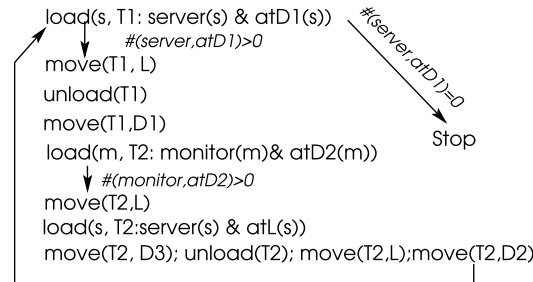 load(s, T1: server(s) & atD1(s))
#(server,atD1)>0
#(server,atD1)=0
move(T1, L)
unload(T1)
move(T1,D1)
Stop
load(m, T2: monitor(m)& atD2(m))
#(monitor,atD2)>0
move(T2,L)
load(s, T2:server(s) & atL(s))
move(T2, D3); unload(T2); move(T2,L);move(T2,D2)